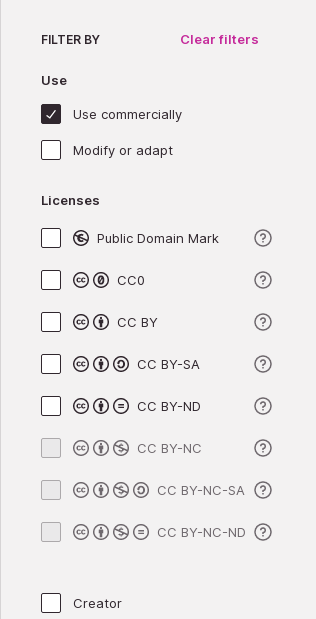 FILTER BY Clear filters
Use
Use commercially
Modify or adapt
Licenses
Public Domain Mark
CC0
CC BY
CC BY-SA
CC BY-ND
CC BY-NC
CC BY-NC-SA
CC BY-NC-ND
Creator